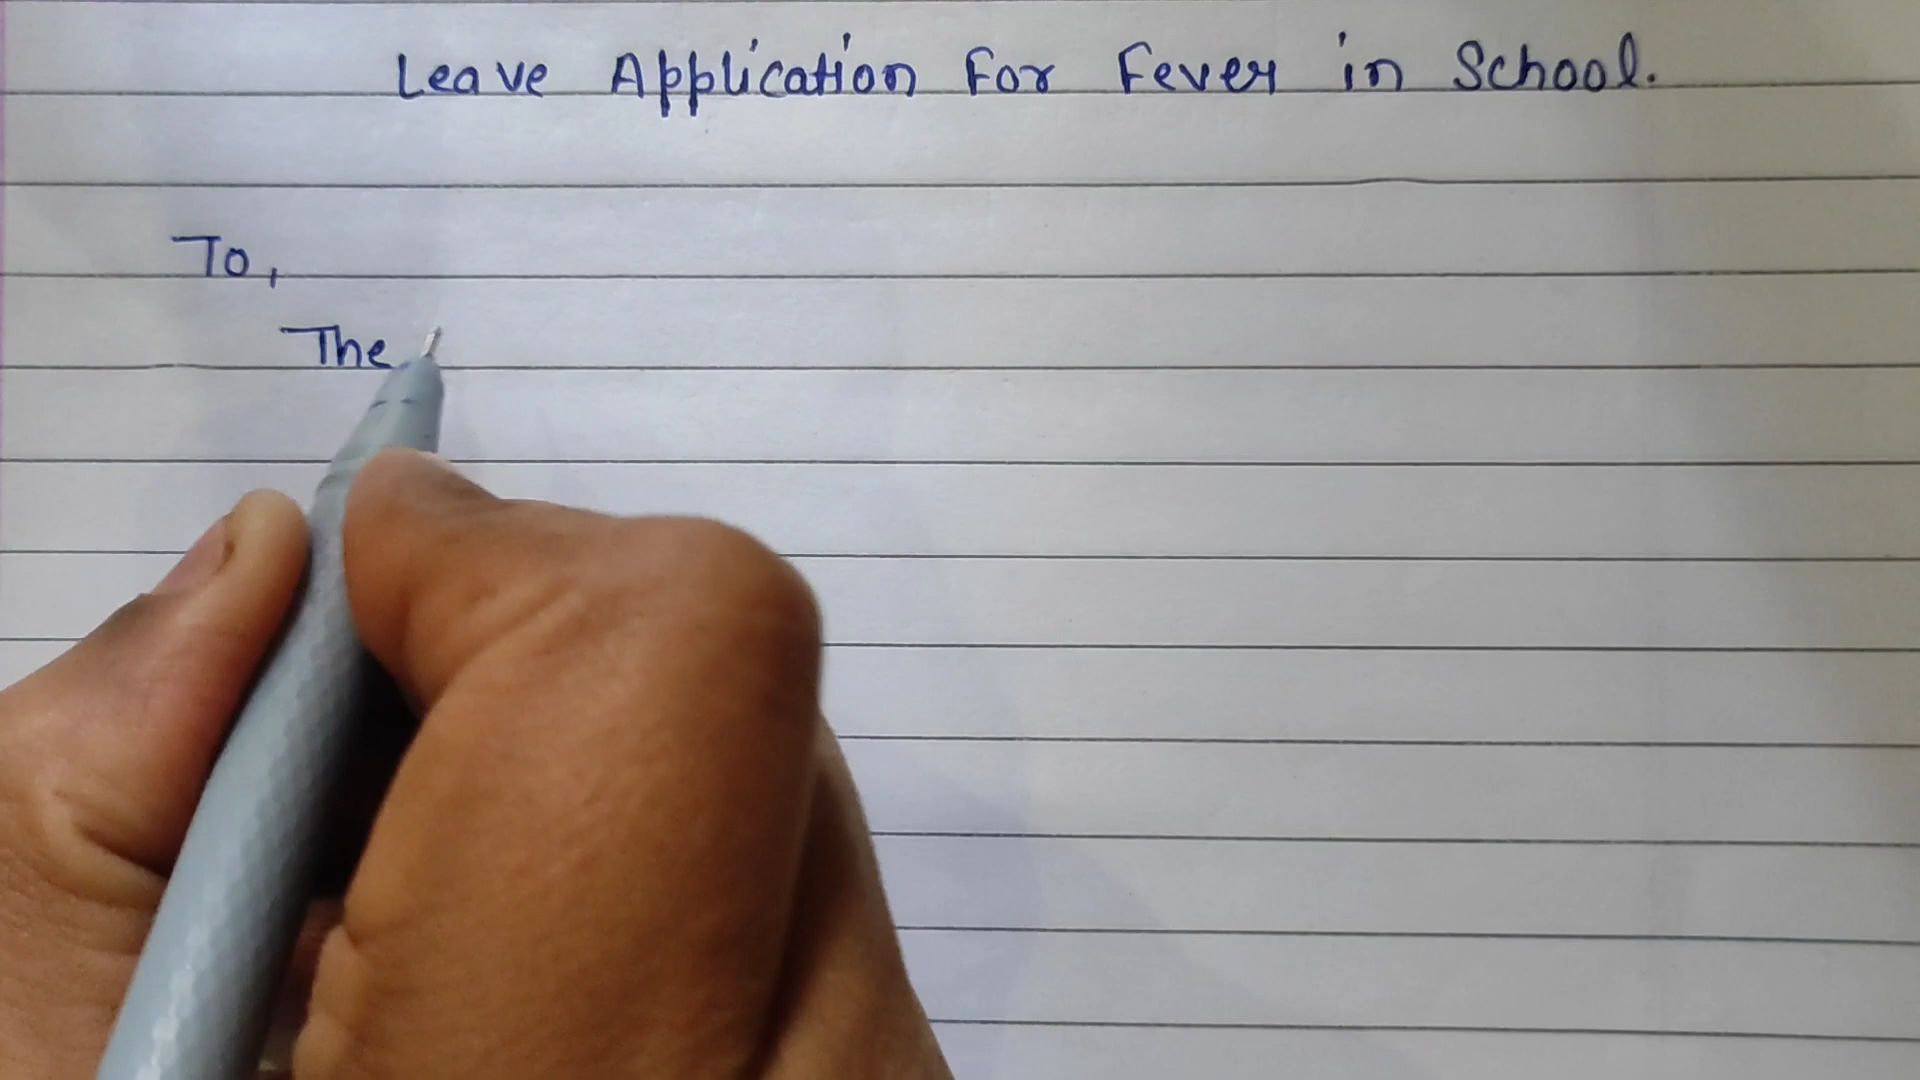 Leave Application For Fever in School.
To,
The